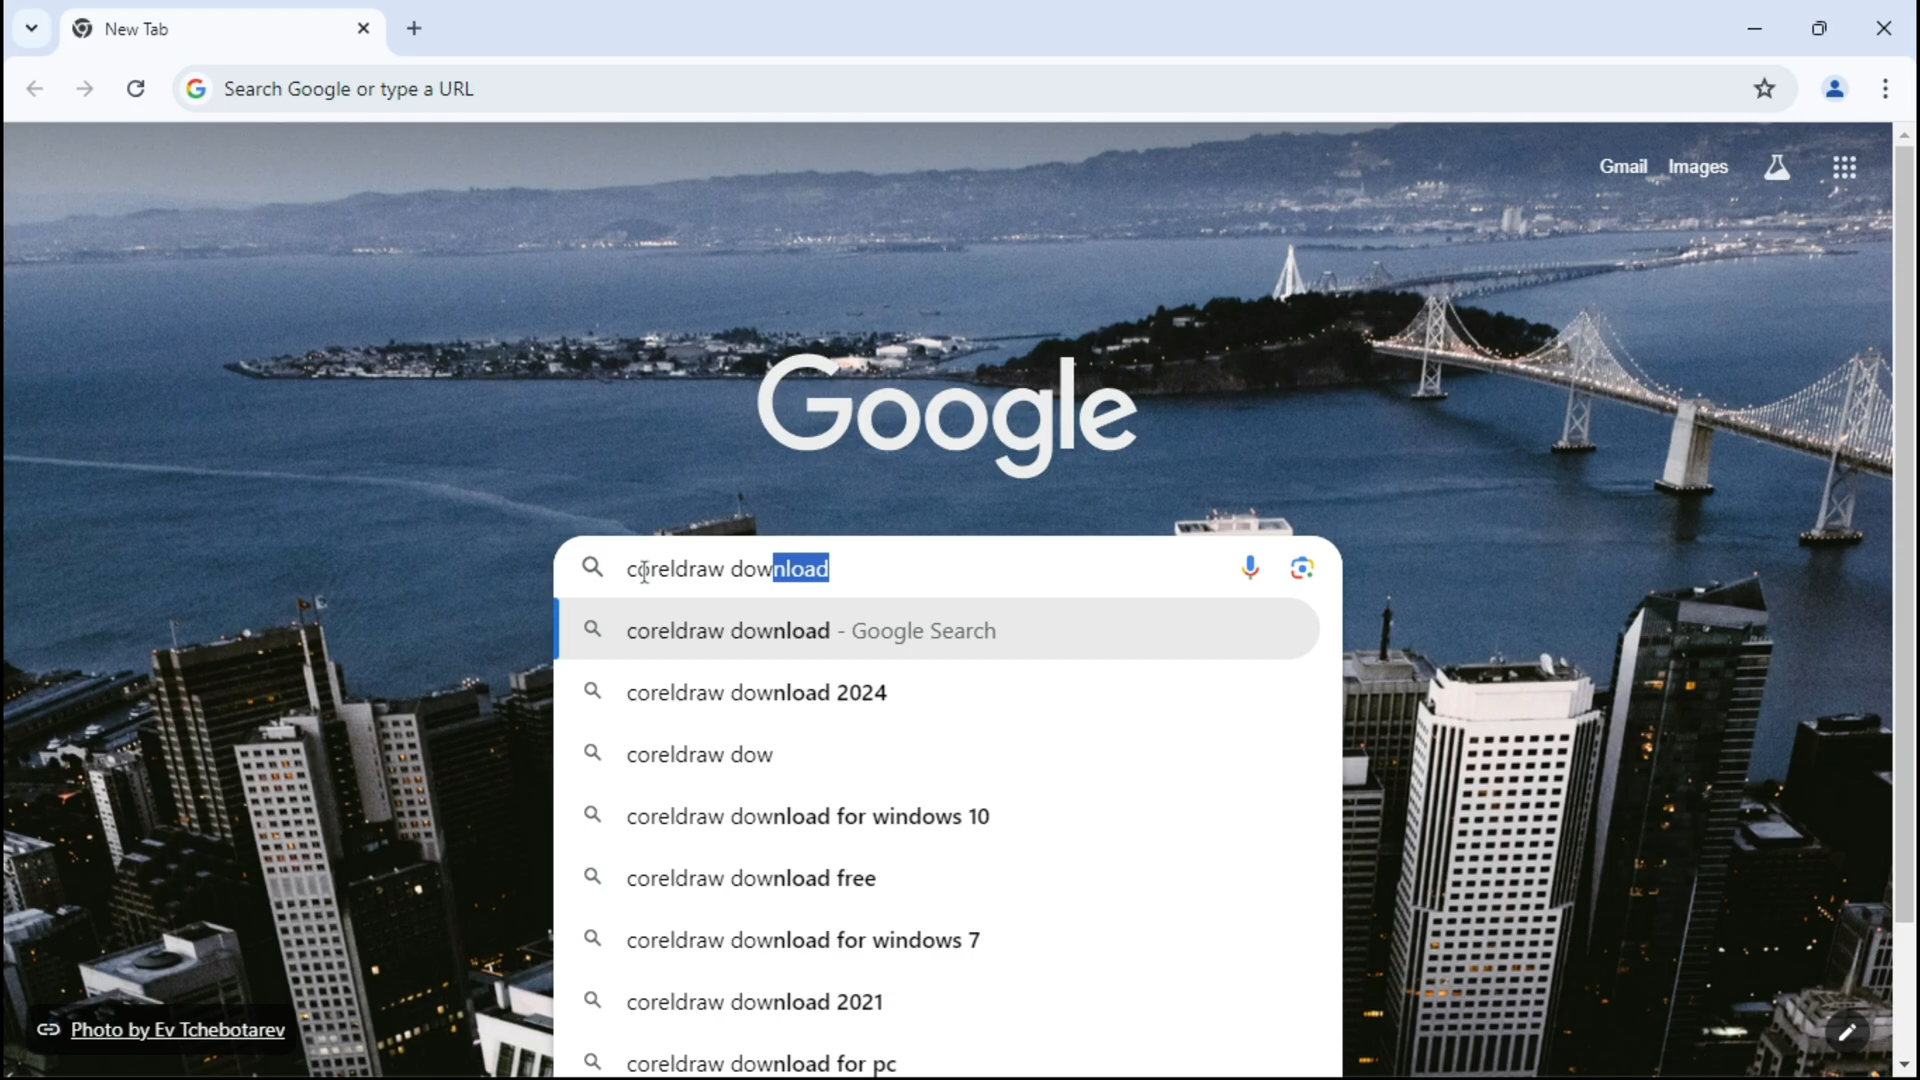 New Tab
Search Google or type a URL
Gmail Images
Google
coreldraw download
coreldraw download - Google Search
coreldraw download 2024
coreldraw dow
coreldraw download for windows 10
coreldraw download free
coreldraw download for windows 7
coreldraw download 2021
coreldraw download for pc
Photo by Ev Tchebotarev